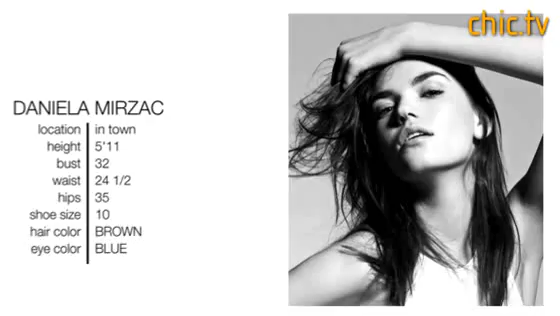 chic.tv
DANIELA MIRZAC
location in town
height 5'11
bust 32
waist 24 1/2
hips 35
shoe size 10
hair color BROWN
eye color BLUE